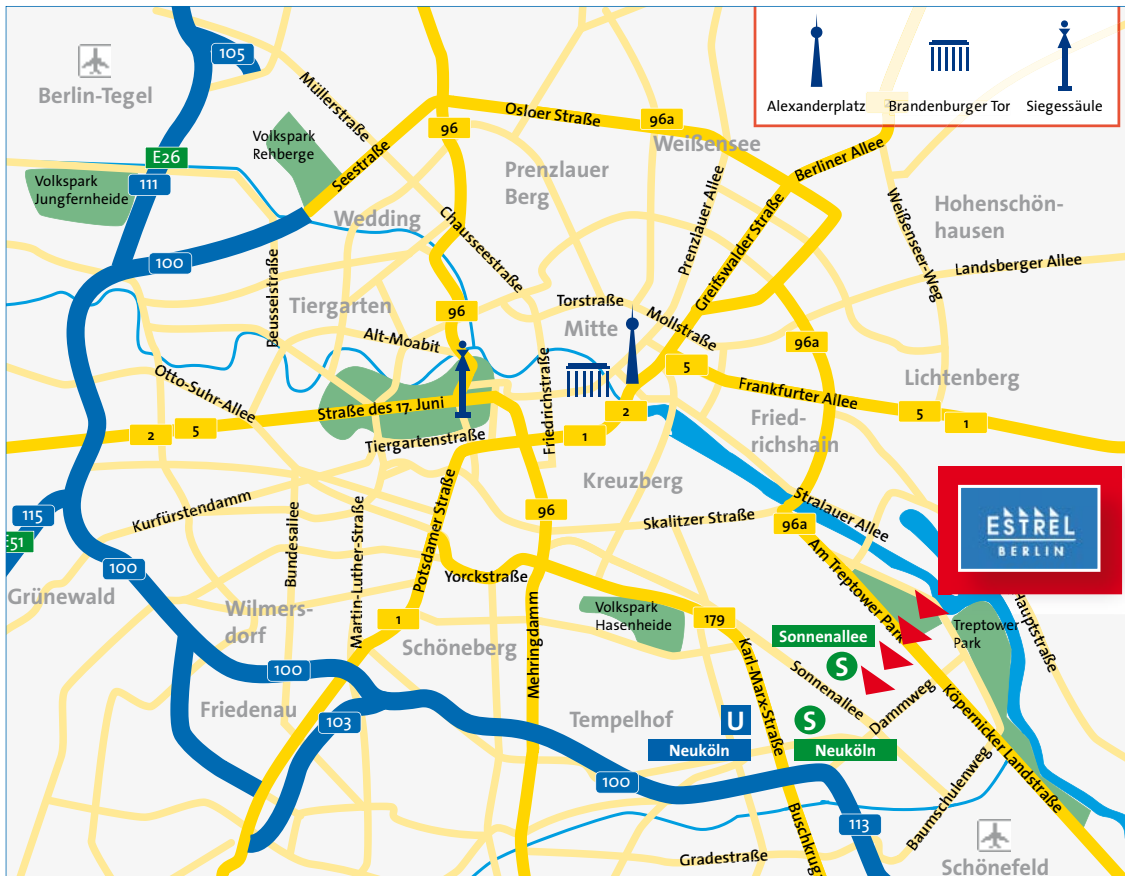 Alexanderplatz
Brandenburger Tor
Siegessäule
105
Berlin-Tegel
Müllerstraße
96
Osloer Straße
96a
2
Volkspark
Rehberge
Seestraße
Weißensee
Berliner Allee
E26
111
Volkspark
Jungfernheide
Prenzlauer
Berg
Prenzlauer Allee
Greifswalder Straße
Weißenseer-Weg
Hohenschön-
hausen
Wedding
Chausseestraße
100
Landsberger Allee
Beusselstraße
Tiergarten
96
Torstraße
Mitte
Mollstraße
96a
Alt-Moabit
Friedrichstraße
5
Frankfurter Allee
Lichtenberg
5
1
Otto-Suhr-Allee
Straße des 17. Juni
2
5
Tiergartenstraße
1
2
Fried-
richshain
Kreuzberg
115
E51
Kurfürstendamm
Bundesallee
Martin-Luther-Straße
Potsdamer Straße
96
Skalitzer Straße
96a
Stralauer Allee
ESTREL
BERLIN
100
Grünewald
Wilmers-
dorf
Yorckstraße
Am Treptower Park
Volkspark
Hasenheide
179
1
Schöneberg
Mehringdamm
Sonnenallee
S
Treptower
Park
Hauptstraße
100
Friedenau
103
Tempelhof
U
Neuköln
S
Neuköln
Karl-Marx-Straße
Sonnenallee
Dammweg
Köpernicker Landstraße
100
113
Buschkrug
Baumschulenweg
Gradestraße
Schönefeld